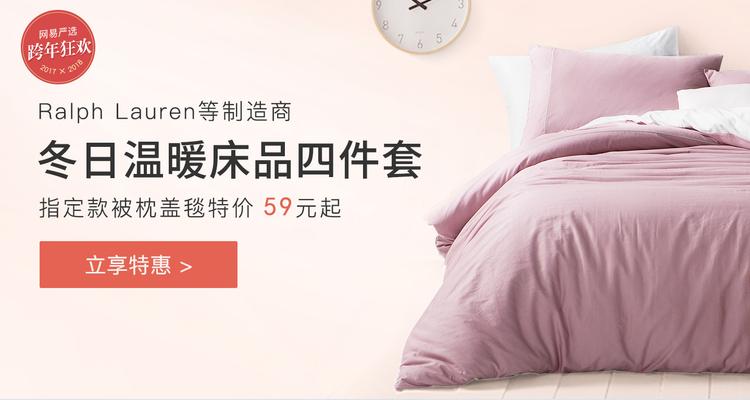 网易严选
跨年狂欢
2017 × 2018
Ralph Lauren等制造商
冬日温暖床品四件套
指定款被枕盖毯特价 59元起
立享特惠 >